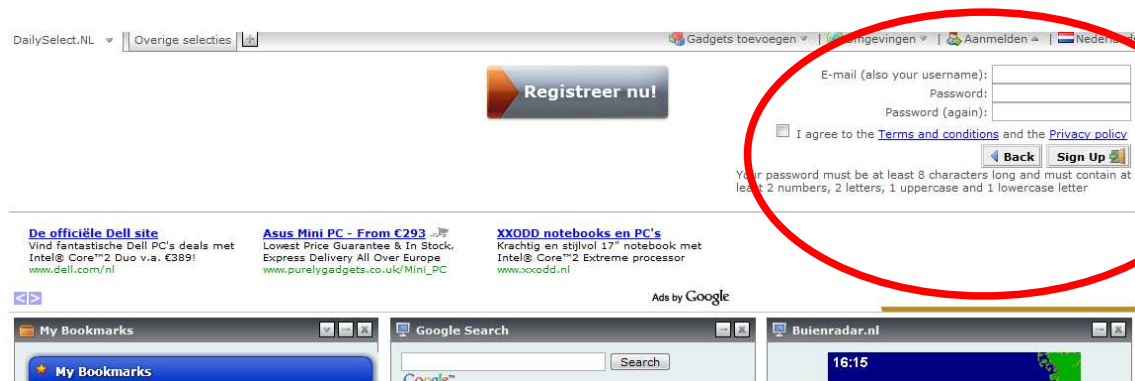 DailySelect.NL Overige selecties Gadgets toevoegen | Omgevingen | Aanmelden | Nederlands
Registreer nu!
E-mail (also your username):
Password:
Password (again):
I agree to the Terms and conditions and the Privacy policy
Back Sign Up
Your password must be at least 8 characters long and must contain at
least 2 numbers, 2 letters, 1 uppercase and 1 lowercase letter
De officiële Dell site
Vind fantastische Dell PC's deals met
Intel® Core™2 Duo v.a. €389!
www.dell.com/nl
Asus Mini PC - From €293
Lowest Price Guarantee & In Stock,
Express Delivery All Over Europe
www.purelygadgets.co.uk/Mini_PC
XXODD notebooks en PC's
Krachtig en stijlvol 17" notebook met
Intel® Core™2 Extreme processor
www.xxodd.nl
Ads by Google
My Bookmarks
My Bookmarks
Google Search
Search
Google™
Buienradar.nl
16:15